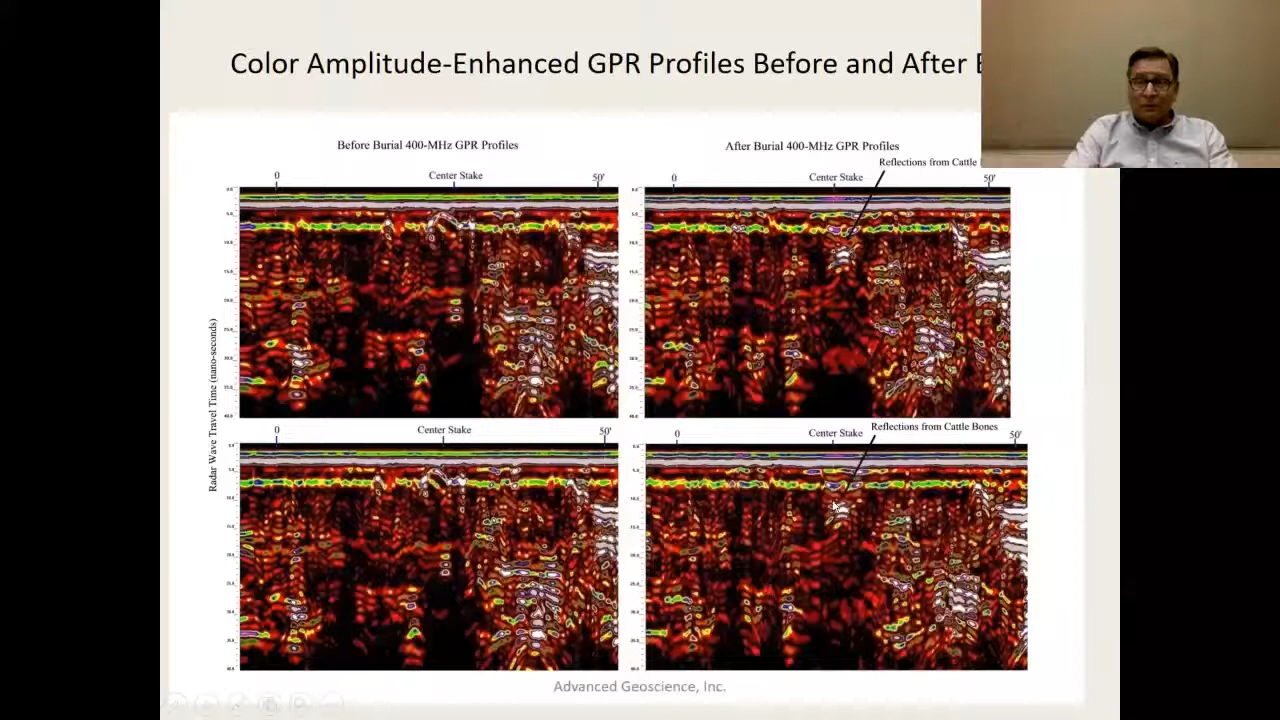 Color Amplitude-Enhanced GPR Profiles Before and After
Before Burial 400-MHz GPR Profiles
After Burial 400-MHz GPR Profiles
Reflections from Cattle
0 Center Stake 50'
0 Center Stake 50'
Radar Wave Travel Time (nano-seconds)
Reflections from Cattle Bones
0 Center Stake 50'
0 Center Stake 50'
Advanced Geoscience, Inc.